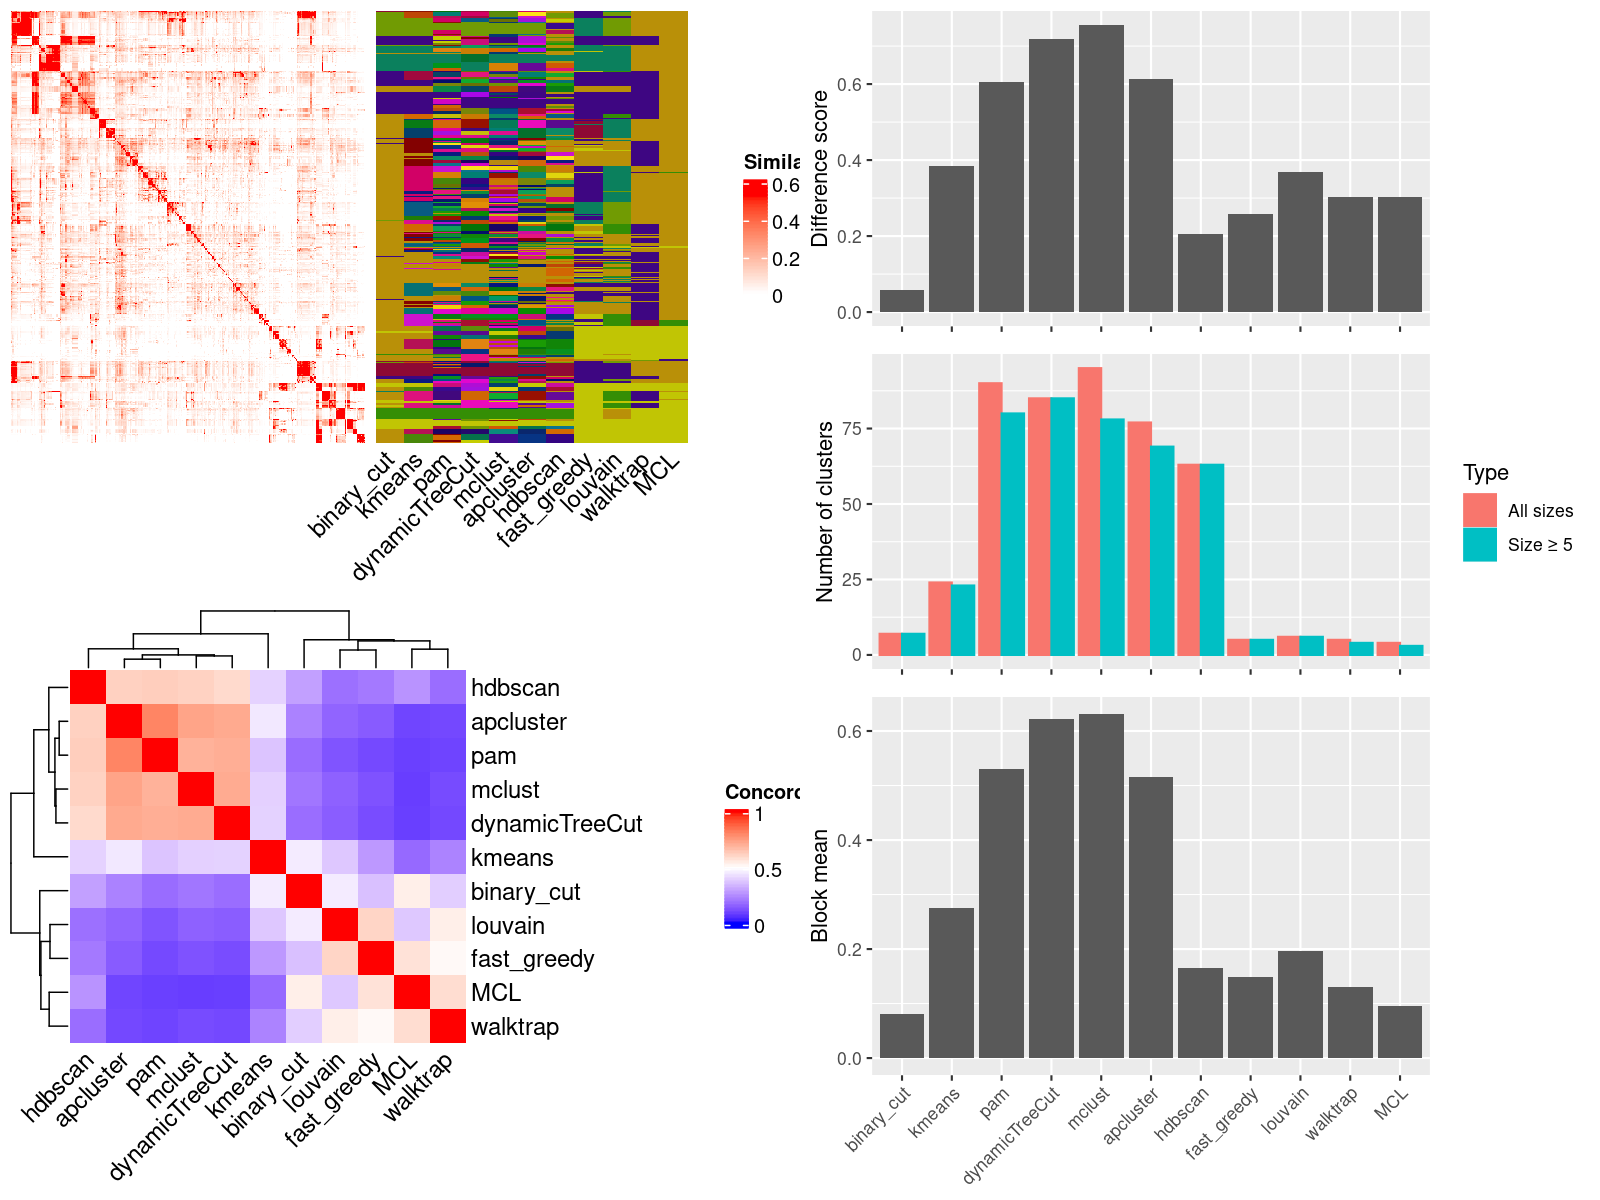 Simila
0.6
0.4
0.2
0
binary_cut
kmeans
pam
dynamicTreeCut
mclust
apcluster
hdbscan
fast_greedy
louvain
walktrap
MCL
hdbscan
apcluster
pam
mclust
dynamicTreeCut
kmeans
binary_cut
louvain
fast_greedy
MCL
walktrap
hdbscan
apcluster
pam
mclust
dynamicTreeCut
kmeans
binary_cut
louvain
fast_greedy
MCL
walktrap
Concord
1
0.5
0
Difference score
0.6
0.4
0.2
0.0
Number of clusters
75
50
25
0
Type
All sizes
Size ≥ 5
Block mean
0.6
0.4
0.2
0.0
binary_cut
kmeans
pam
dynamicTreeCut
mclust
apcluster
hdbscan
fast_greedy
louvain
walktrap
MCL